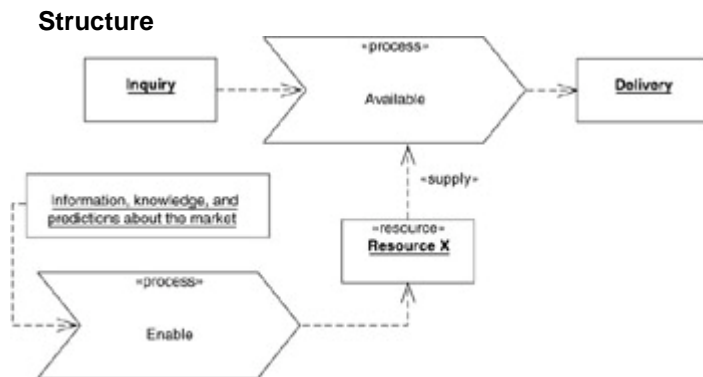 Structure
«process»
Inquiry
Available
Delivery
«supply»
Information, knowledge, and
predictions about the market
«resource»
Resource X
«process»
Enable